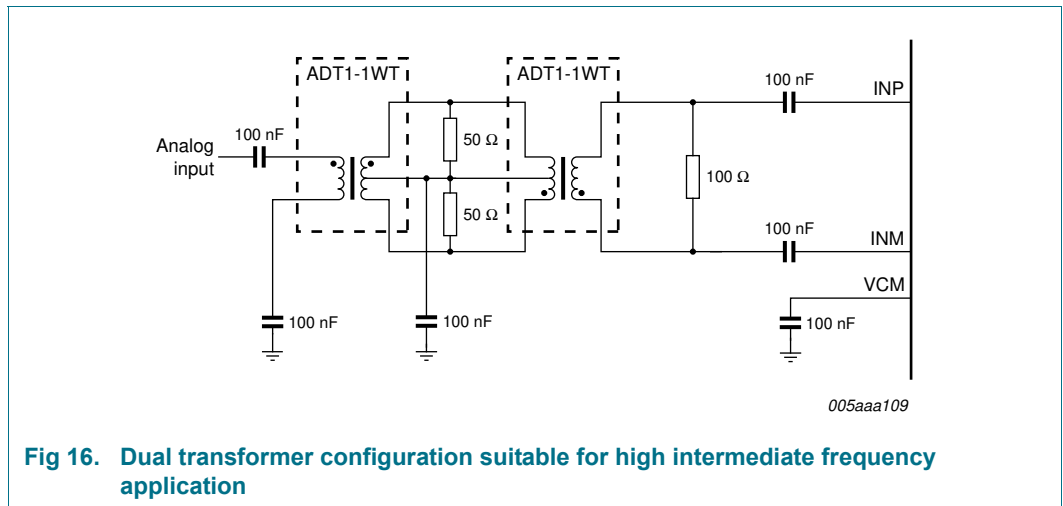 ADT1-1WT
ADT1-1WT
Analog
input
100 nF
50 Ω
50 Ω
100 Ω
100 nF
INP
100 nF
INM
VCM
100 nF
100 nF
100 nF
005aaa109
Fig 16. Dual transformer configuration suitable for high intermediate frequency
application